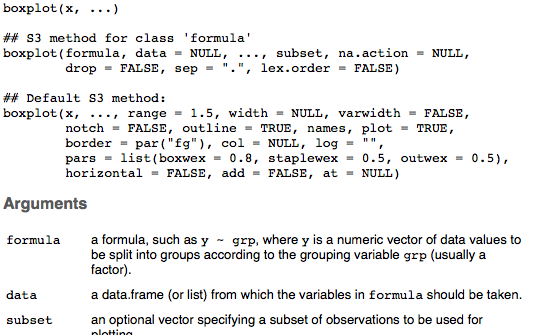 boxplot(x, ...)
## S3 method for class 'formula'
boxplot(formula, data = NULL, ..., subset, na.action = NULL,
        drop = FALSE, sep = ".", lex.order = FALSE)
## Default S3 method:
boxplot(x, ..., range = 1.5, width = NULL, varwidth = FALSE,
        notch = FALSE, outline = TRUE, names, plot = TRUE,
        border = par("fg"), col = NULL, log = "",
        pars = list(boxwex = 0.8, staplewex = 0.5, outwex = 0.5),
        horizontal = FALSE, add = FALSE, at = NULL)
Arguments
formula a formula, such as y ~ grp, where y is a numeric vector of data values to
be split into groups according to the grouping variable grp (usually a
factor).
data a data.frame (or list) from which the variables in formula should be taken.
subset an optional vector specifying a subset of observations to be used for
plotting.